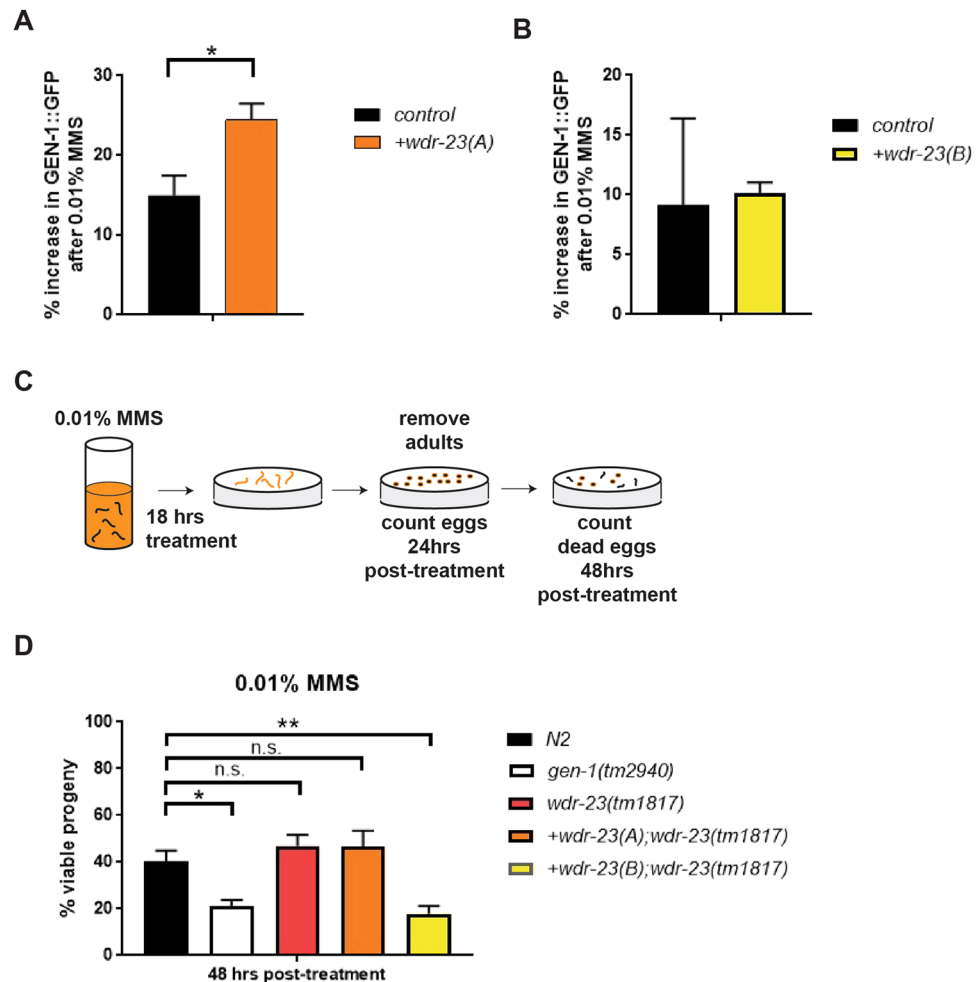 A
% increase in GEN-1::GFP
after 0.01% MMS
30
20
10
0
*
control
+wdr-23(A)
B
% increase in GEN-1::GFP
after 0.01% MMS
20
15
10
5
0
control
+wdr-23(B)
C
0.01% MMS
18 hrs
treatment
remove
adults
count eggs
24hrs
post-treatment
count
dead eggs
48hrs
post-treatment
D
0.01% MMS
% viable progeny
100
80
60
40
20
0
**
n.s.
n.s.
*
48 hrs post-treatment
N2
gen-1(tm2940)
wdr-23(tm1817)
+wdr-23(A);wdr-23(tm1817)
+wdr-23(B);wdr-23(tm1817)